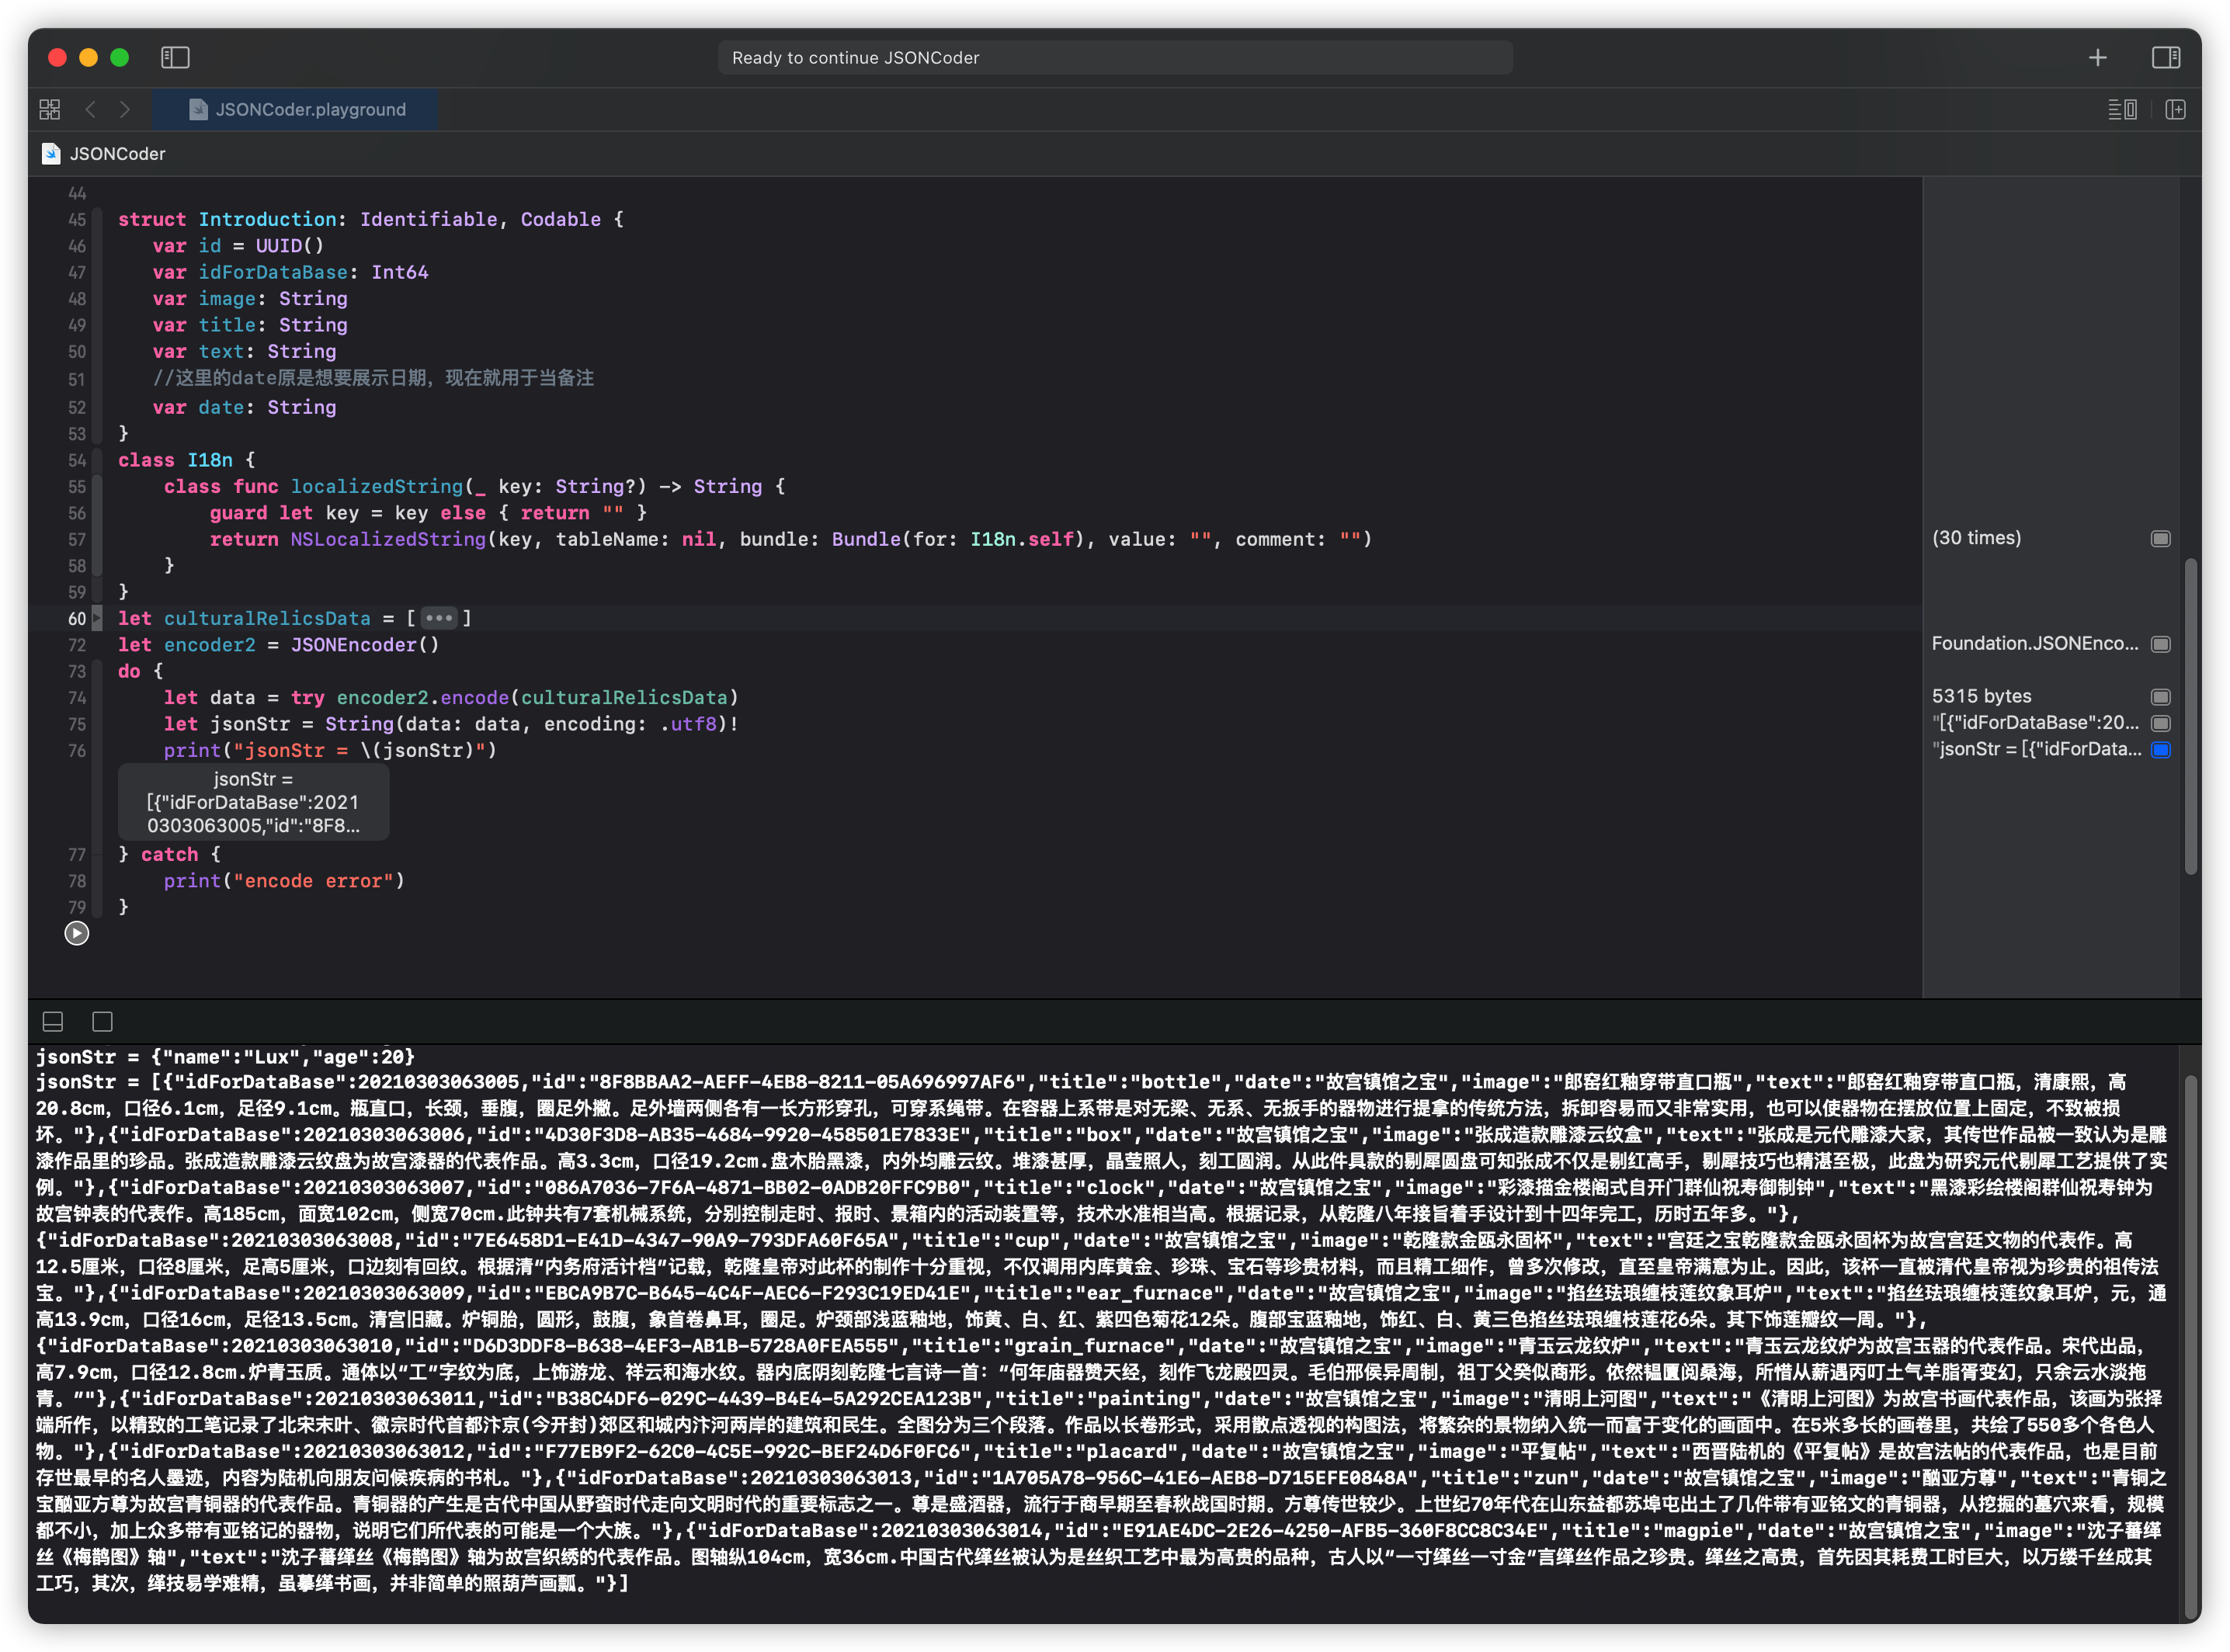 Ready to continue JSONCoder
JSONCoder.playground
JSONCoder
44
45 struct Introduction: Identifiable, Codable {
46 var id = UUID()
47 var idForDataBase: Int64
48 var image: String
49 var title: String
50 var text: String
51 //这里的date原是想要展示日期，现在就用于当备注
52 var date: String
53 }
54 class I18n {
55 class func localizedString(_ key: String?) -> String {
56 guard let key = key else { return "" }
57 return NSLocalizedString(key, tableName: nil, bundle: Bundle(for: I18n.self), value: "", comment: "")
(30 times)
58 }
59 }
60 let culturalRelicsData = [•••]
72 let encoder2 = JSONEncoder()
Foundation.JSONEnco...
73 do {
74 let data = try encoder2.encode(culturalRelicsData)
5315 bytes
75 let jsonStr = String(data: data, encoding: .utf8)!
"[{"idForDataBase":20...
76 print("jsonStr = \(jsonStr)")
"jsonStr = [{"idForData...
jsonStr =
[{"idForDataBase":2021
0303063005,"id":"8F8...
77 } catch {
78 print("encode error")
79 }
jsonStr = {"name":"Lux","age":20}
jsonStr = [{"idForDataBase":20210303063005,"id":"8F8BBAA2-AEFF-4EB8-8211-05A696997AF6","title":"bottle","date":"故宫镇馆之宝","image":"郎窑红釉穿带直口瓶","text":"郎窑红釉穿带直口瓶，清康熙，高
20.8cm，口径6.1cm，足径9.1cm。瓶直口，长颈，垂腹，圈足外撇。足外墙两侧各有一长方形穿孔，可穿系绳带。在容器上系带是对无梁、无系、无扳手的器物进行提拿的传统方法，拆卸容易而又非常实用，也可以使器物在摆放位置上固定，不致被损
坏。"},{"idForDataBase":20210303063006,"id":"4D30F3D8-AB35-4684-9920-458501E7833E","title":"box","date":"故宫镇馆之宝","image":"张成造款雕漆云纹盒","text":"张成是元代雕漆大家，其传世作品被一致认为是雕
漆作品里的珍品。张成造款雕漆云纹盘为故宫漆器的代表作品。高3.3cm，口径19.2cm.盘木胎黑漆，内外均雕云纹。堆漆甚厚，晶莹照人，刻工圆润。从此件具款的剔犀圆盘可知张成不仅是剔红高手，剔犀技巧也精湛至极，此盘为研究元代剔犀工艺提供了实
例。"},{"idForDataBase":20210303063007,"id":"086A7036-7F6A-4871-BB02-0ADB20FFC9B0","title":"clock","date":"故宫镇馆之宝","image":"彩漆描金楼阁式自开门群仙祝寿御制钟","text":"黑漆彩绘楼阁群仙祝寿钟为
故宫钟表的代表作。高185cm，面宽102cm，侧宽70cm.此钟共有7套机械系统，分别控制走时、报时、景箱内的活动装置等，技术水准相当高。根据记录，从乾隆八年接旨着手设计到十四年完工，历时五年多。"},
{"idForDataBase":20210303063008,"id":"7E6458D1-E41D-4347-90A9-793DFA60F65A","title":"cup","date":"故宫镇馆之宝","image":"乾隆款金瓯永固杯","text":"宫廷之宝乾隆款金瓯永固杯为故宫宫廷文物的代表作。高
12.5厘米，口径8厘米，足高5厘米，口边刻有回纹。根据清”内务府活计档”记载，乾隆皇帝对此杯的制作十分重视，不仅调用内库黄金、珍珠、宝石等珍贵材料，而且精工细作，曾多次修改，直至皇帝满意为止。因此，该杯一直被清代皇帝视为珍贵的祖传法
宝。"},{"idForDataBase":20210303063009,"id":"EBCA9B7C-B645-4C4F-AEC6-F293C19ED41E","title":"ear_furnace","date":"故宫镇馆之宝","image":"掐丝珐琅缠枝莲纹象耳炉","text":"掐丝珐琅缠枝莲纹象耳炉，元，通
高13.9cm，口径16cm，足径13.5cm。清宫旧藏。炉铜胎，圆形，鼓腹，象首卷鼻耳，圈足。炉颈部浅蓝釉地，饰黄、白、红、紫四色菊花12朵。腹部宝蓝釉地，饰红、白、黄三色掐丝珐琅缠枝莲花6朵。其下饰莲瓣纹一周。"},
{"idForDataBase":20210303063010,"id":"D6D3DDF8-B638-4EF3-AB1B-5728A0FEA555","title":"grain_furnace","date":"故宫镇馆之宝","image":"青玉云龙纹炉","text":"青玉云龙纹炉为故宫玉器的代表作品。宋代出品，
高7.9cm，口径12.8cm.炉青玉质。通体以“工”字纹为底，上饰游龙、祥云和海水纹。器内底阴刻乾隆七言诗一首：“何年庙器赞天经，刻作飞龙殿四灵。毛伯邢侯异周制，祖丁父癸似商形。依然韫匵阅桑海，所惜从薪遇丙叮土气羊脂胥变幻，只余云水淡拖
青。“"},{"idForDataBase":20210303063011,"id":"B38C4DF6-029C-4439-B4E4-5A292CEA123B","title":"painting","date":"故宫镇馆之宝","image":"清明上河图","text":"《清明上河图》为故宫书画代表作品，该画为张择
端所作，以精致的工笔记录了北宋末叶、徽宗时代首都汴京(今开封)郊区和城内汴河两岸的建筑和民生。全图分为三个段落。作品以长卷形式，采用散点透视的构图法，将繁杂的景物纳入统一而富于变化的画面中。在5米多长的画卷里，共绘了550多个各色人
物。"},{"idForDataBase":20210303063012,"id":"F77EB9F2-62C0-4C5E-992C-BEF24D6F0FC6","title":"placard","date":"故宫镇馆之宝","image":"平复帖","text":"西晋陆机的《平复帖》是故宫法帖的代表作品，也是目前
存世最早的名人墨迹，内容为陆机向朋友问候疾病的书札。"},{"idForDataBase":20210303063013,"id":"1A705A78-956C-41E6-AEB8-D715EFE0848A","title":"zun","date":"故宫镇馆之宝","image":"酗亚方尊","text":"青铜之
宝酗亚方尊为故宫青铜器的代表作品。青铜器的产生是古代中国从野蛮时代走向文明时代的重要标志之一。尊是盛酒器，流行于商早期至春秋战国时期。方尊传世较少。上世纪70年代在山东益都苏埠屯出土了几件带有亚铭文的青铜器，从挖掘的墓穴来看，规模
都不小，加上众多带有亚铭记的器物，说明它们所代表的可能是一个大族。"},{"idForDataBase":20210303063014,"id":"E91AE4DC-2E26-4250-AFB5-360F8CC8C34E","title":"magpie","date":"故宫镇馆之宝","image":"沈子蕃缂
丝《梅鹊图》轴","text":"沈子蕃缂丝《梅鹊图》轴为故宫织绣的代表作品。图轴纵104cm，宽36cm.中国古代缂丝被认为是丝织工艺中最为高贵的品种，古人以“一寸缂丝一寸金”言缂丝作品之珍贵。缂丝之高贵，首先因其耗费工时巨大，以万缕千丝成其
工巧，其次，缂技易学难精，虽摹缂书画，并非简单的照葫芦画瓢。"}]